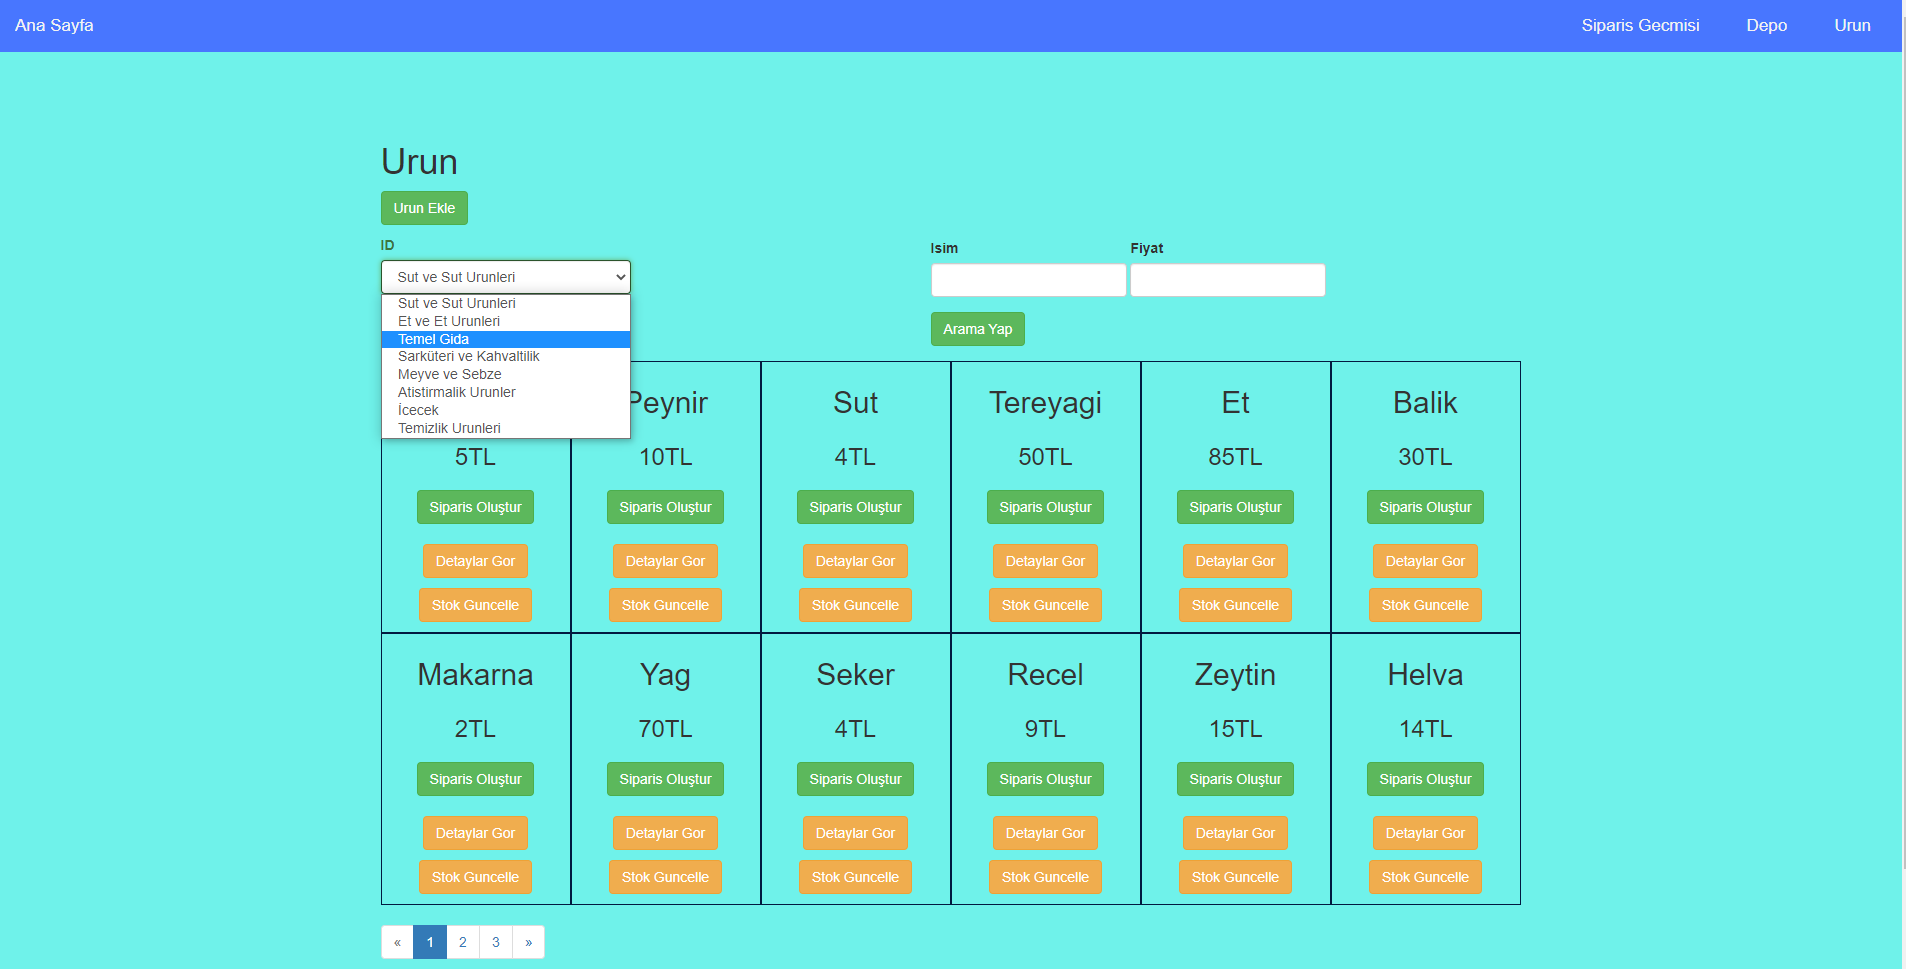 Ana Sayfa Siparis Gecmisi Depo Urun
Urun
Urun Ekle
ID
Isim Fiyat
Sut ve Sut Urunleri
Sut ve Sut Urunleri
Et ve Et Urunleri
Temel Gida
Sarküteri ve Kahvaltilik
Meyve ve Sebze
Atistirmalik Urunler
İcecek
Temizlik Urunleri
Arama Yap
Peynir Sut Tereyagi Et Balik
5TL 10TL 4TL 50TL 85TL 30TL
Siparis Oluştur Siparis Oluştur Siparis Oluştur Siparis Oluştur Siparis Oluştur Siparis Oluştur
Detaylar Gor Detaylar Gor Detaylar Gor Detaylar Gor Detaylar Gor Detaylar Gor
Stok Guncelle Stok Guncelle Stok Guncelle Stok Guncelle Stok Guncelle Stok Guncelle
Makarna Yag Seker Recel Zeytin Helva
2TL 70TL 4TL 9TL 15TL 14TL
Siparis Oluştur Siparis Oluştur Siparis Oluştur Siparis Oluştur Siparis Oluştur Siparis Oluştur
Detaylar Gor Detaylar Gor Detaylar Gor Detaylar Gor Detaylar Gor Detaylar Gor
Stok Guncelle Stok Guncelle Stok Guncelle Stok Guncelle Stok Guncelle Stok Guncelle
« 1 2 3 »